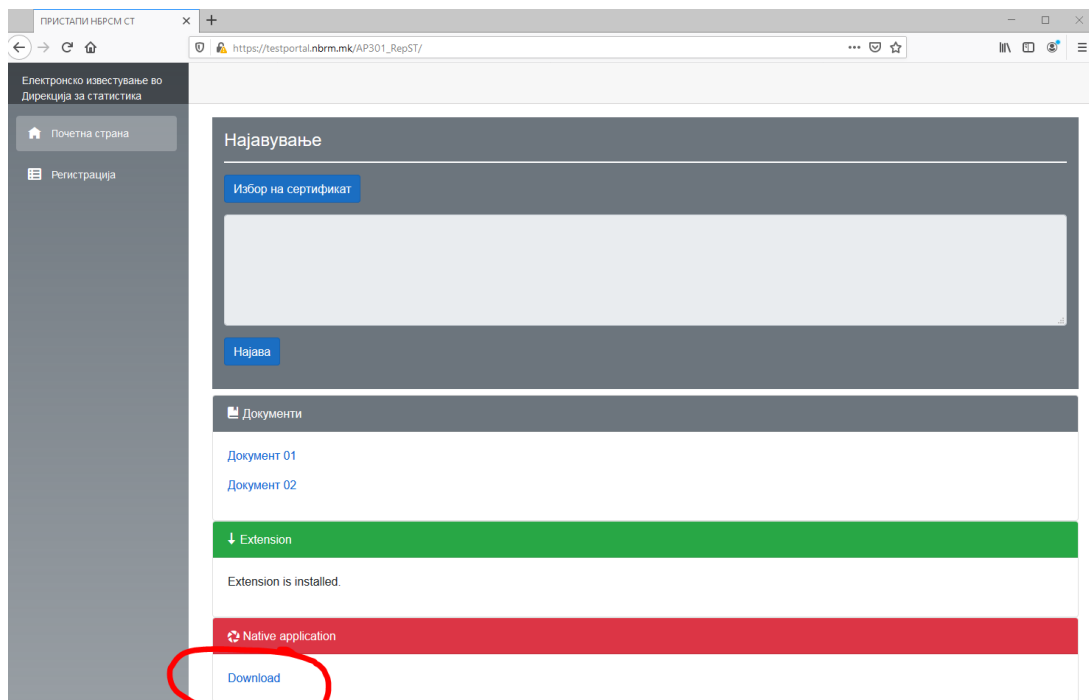 ПРИСТАПИ НБРСМ СТ
https://testportal.nbrm.mk/AP301_RepST/
Електронско известување во
Дирекција за статистика
Почетна страна
Регистрација
Најавување
Избор на сертификат
Најава
Документи
Документ 01
Документ 02
Extension
Extension is installed.
Native application
Download